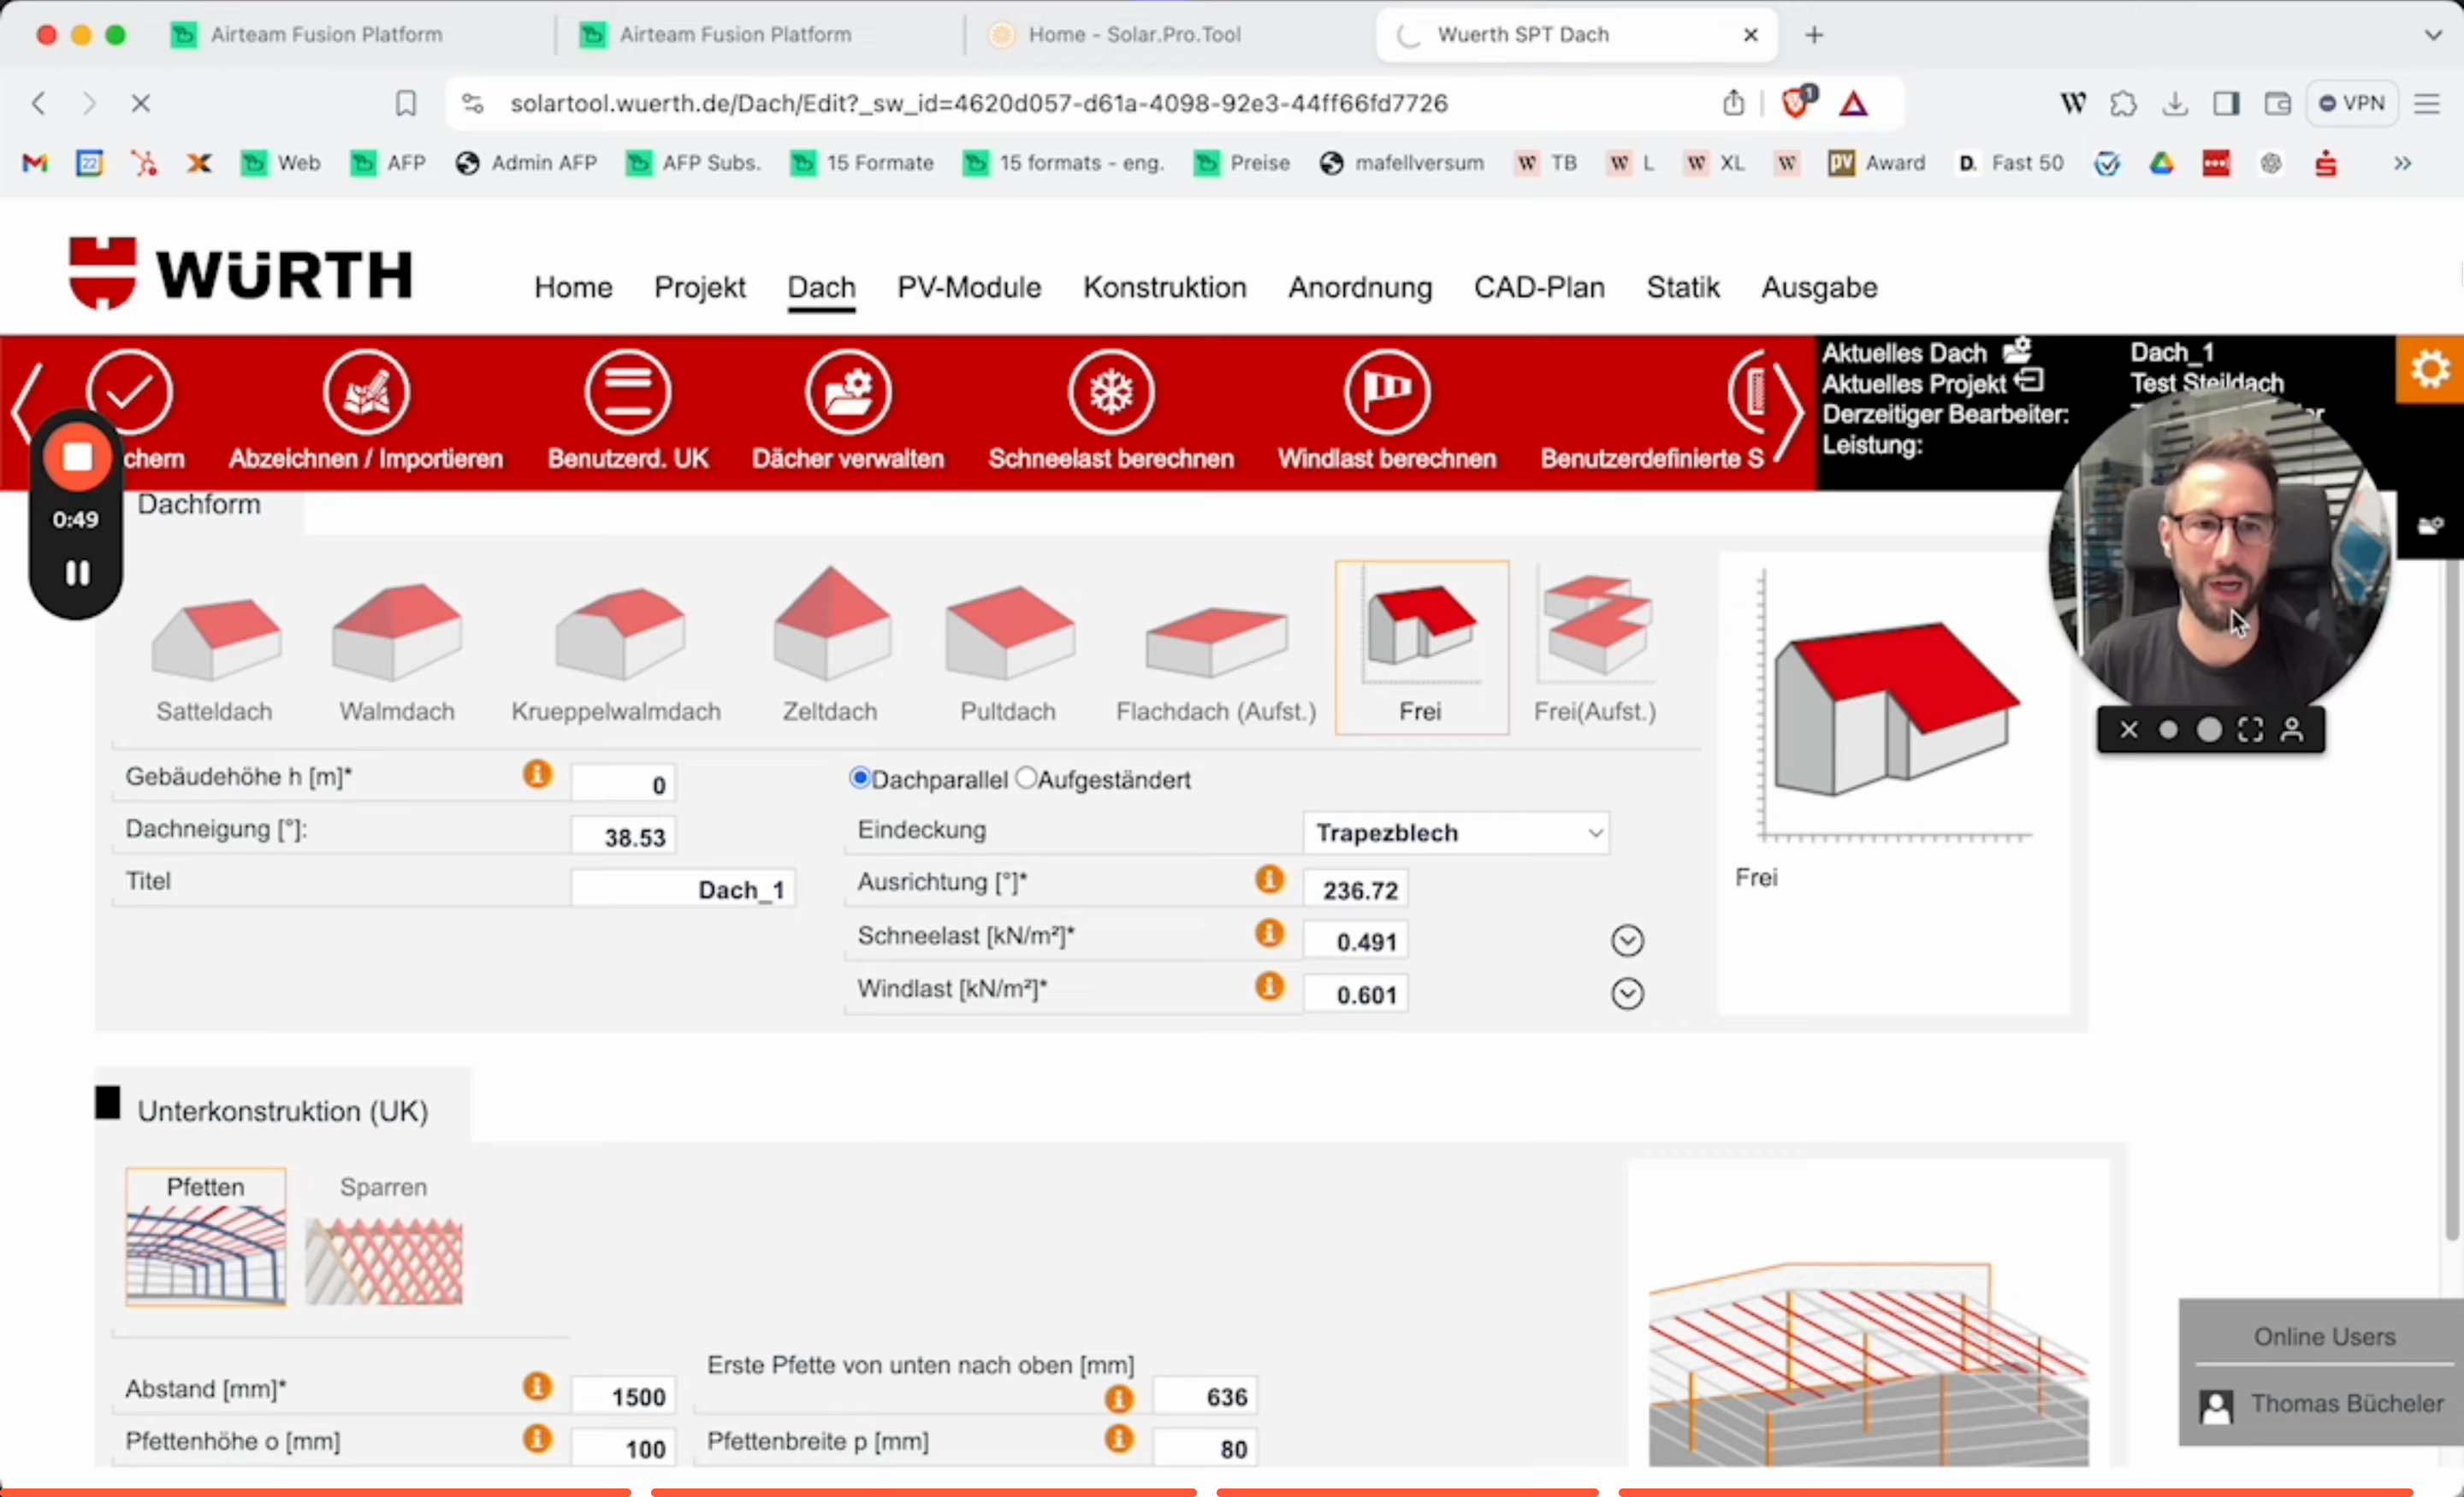 Airteam Fusion Platform
Airteam Fusion Platform
Home - Solar.Pro.Tool
Wuerth SPT Dach
solartool.wuerth.de/Dach/Edit?_sw_id=4620d057-d61a-4098-92e3-44ff66fd7726
1
W
VPN
22
Web
AFP
Admin AFP
AFP Subs.
15 Formate
15 formats - eng.
Preise
mafellversum
W TB
W L
W XL
W
PV Award
D. Fast 50
WÜRTH
Home
Projekt
Dach
PV-Module
Konstruktion
Anordnung
CAD-Plan
Statik
Ausgabe
chern
Abzeichnen / Importieren
Benutzerd. UK
Dächer verwalten
Schneelast berechnen
Windlast berechnen
Benutzerdefinierte S
Aktuelles Dach
Dach_1
Aktuelles Projekt
Test Steildach
Derzeitiger Bearbeiter:
Leistung:
0:49
Dachform
Satteldach
Walmdach
Krueppelwalmdach
Zeltdach
Pultdach
Flachdach (Aufst.)
Frei
Frei(Aufst.)
Gebäudehöhe h [m]*
0
Dachneigung [°]:
38.53
Titel
Dach_1
Dachparallel
Aufgeständert
Eindeckung
Trapezblech
Ausrichtung [°]*
236.72
Schneelast [kN/m²]*
0.491
Windlast [kN/m²]*
0.601
Frei
Unterkonstruktion (UK)
Pfetten
Sparren
Abstand [mm]*
1500
Erste Pfette von unten nach oben [mm]
636
Pfettenhöhe o [mm]
100
Pfettenbreite p [mm]
80
Online Users
Thomas Bücheler